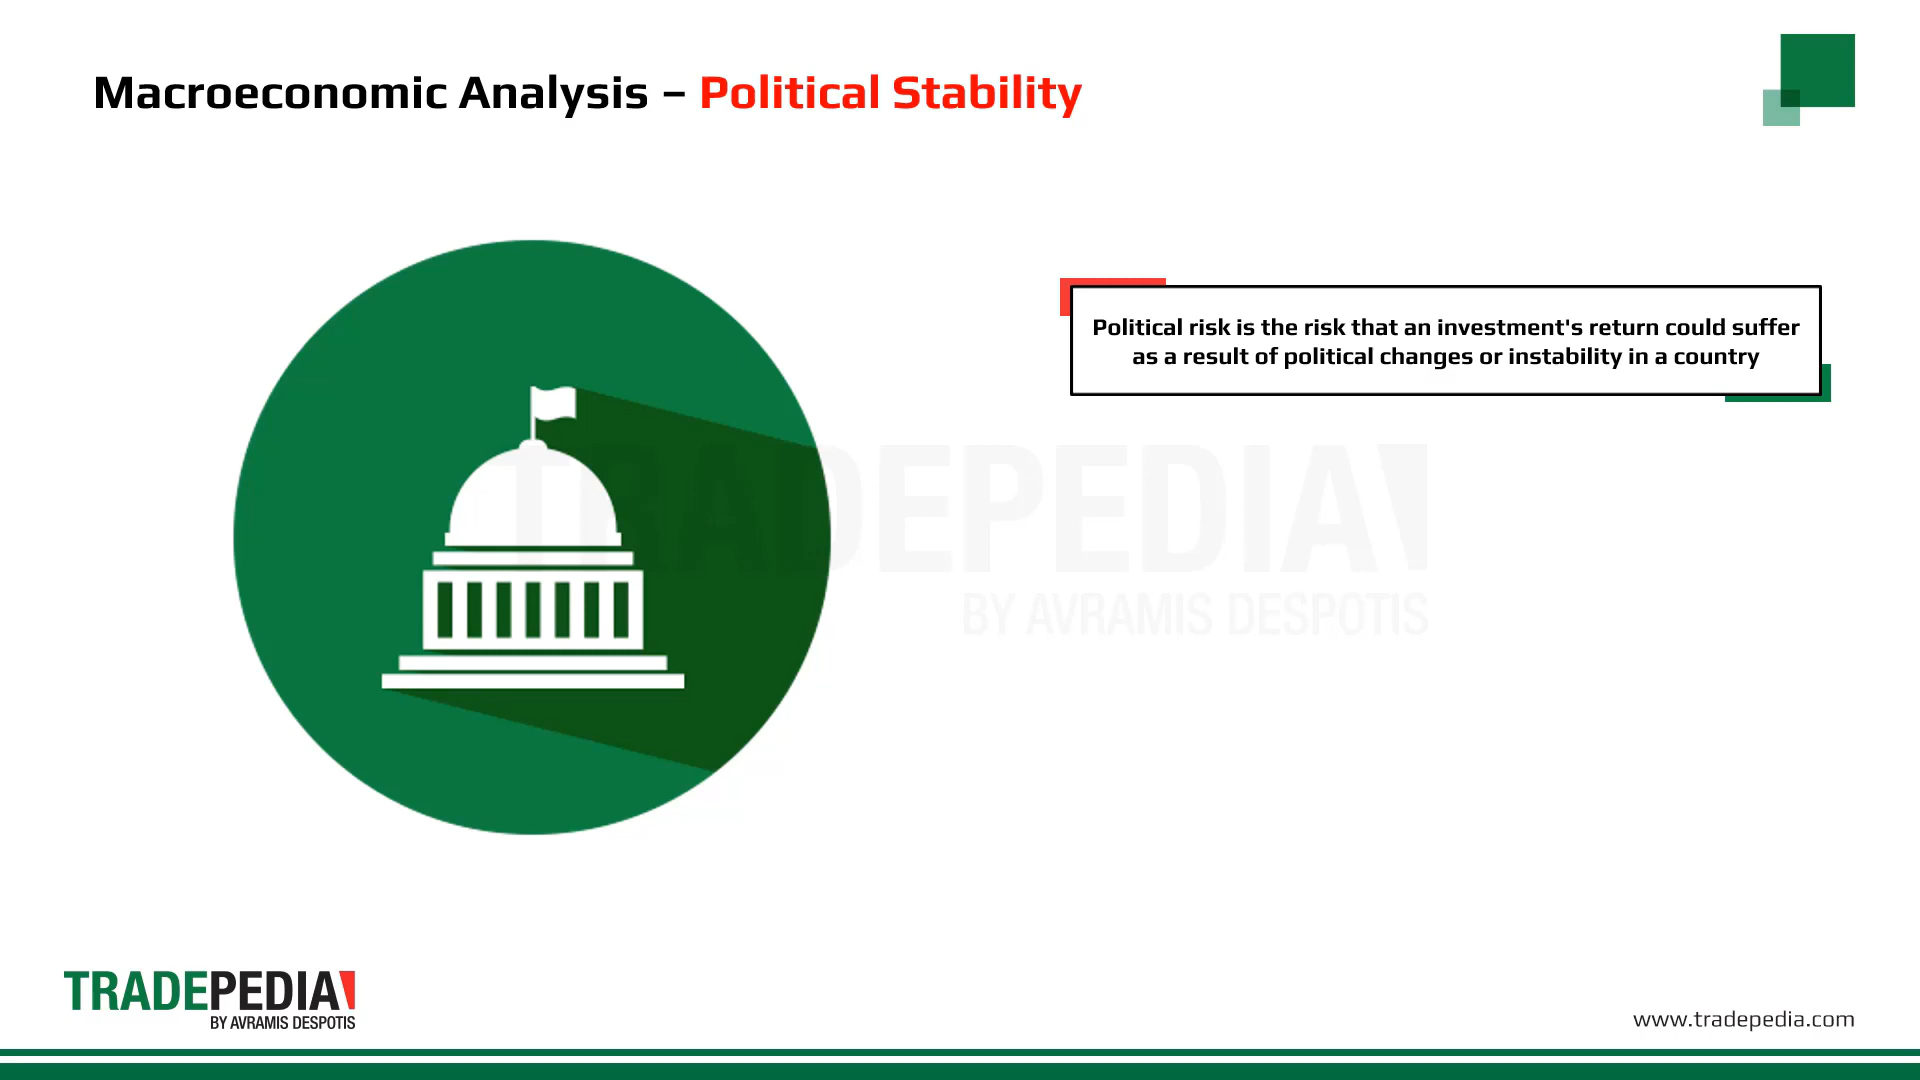 Macroeconomic Analysis – Political Stability
Political risk is the risk that an investment's return could suffer
as a result of political changes or instability in a country
TRADEPEDIA
BY AVRAMIS DESPOTIS
TRADEPEDIA
BY AVRAMIS DESPOTIS
www.tradepedia.com